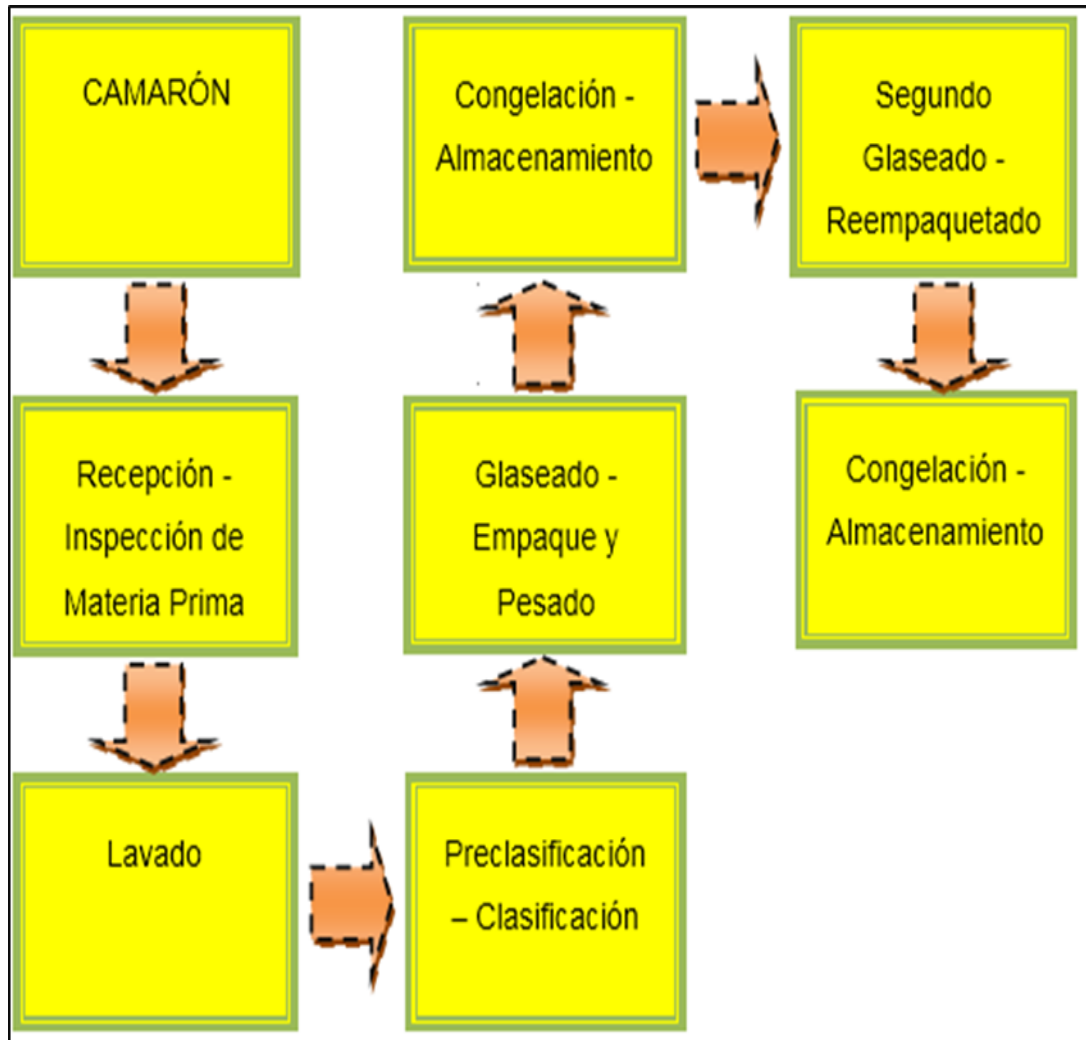 CAMARÓN
Recepción -
Inspección de
Materia Prima
Lavado
Preclasificación
– Clasificación
Glaseado -
Empaque y
Pesado
Congelación -
Almacenamiento
Segundo
Glaseado -
Reempaquetado
Congelación -
Almacenamiento